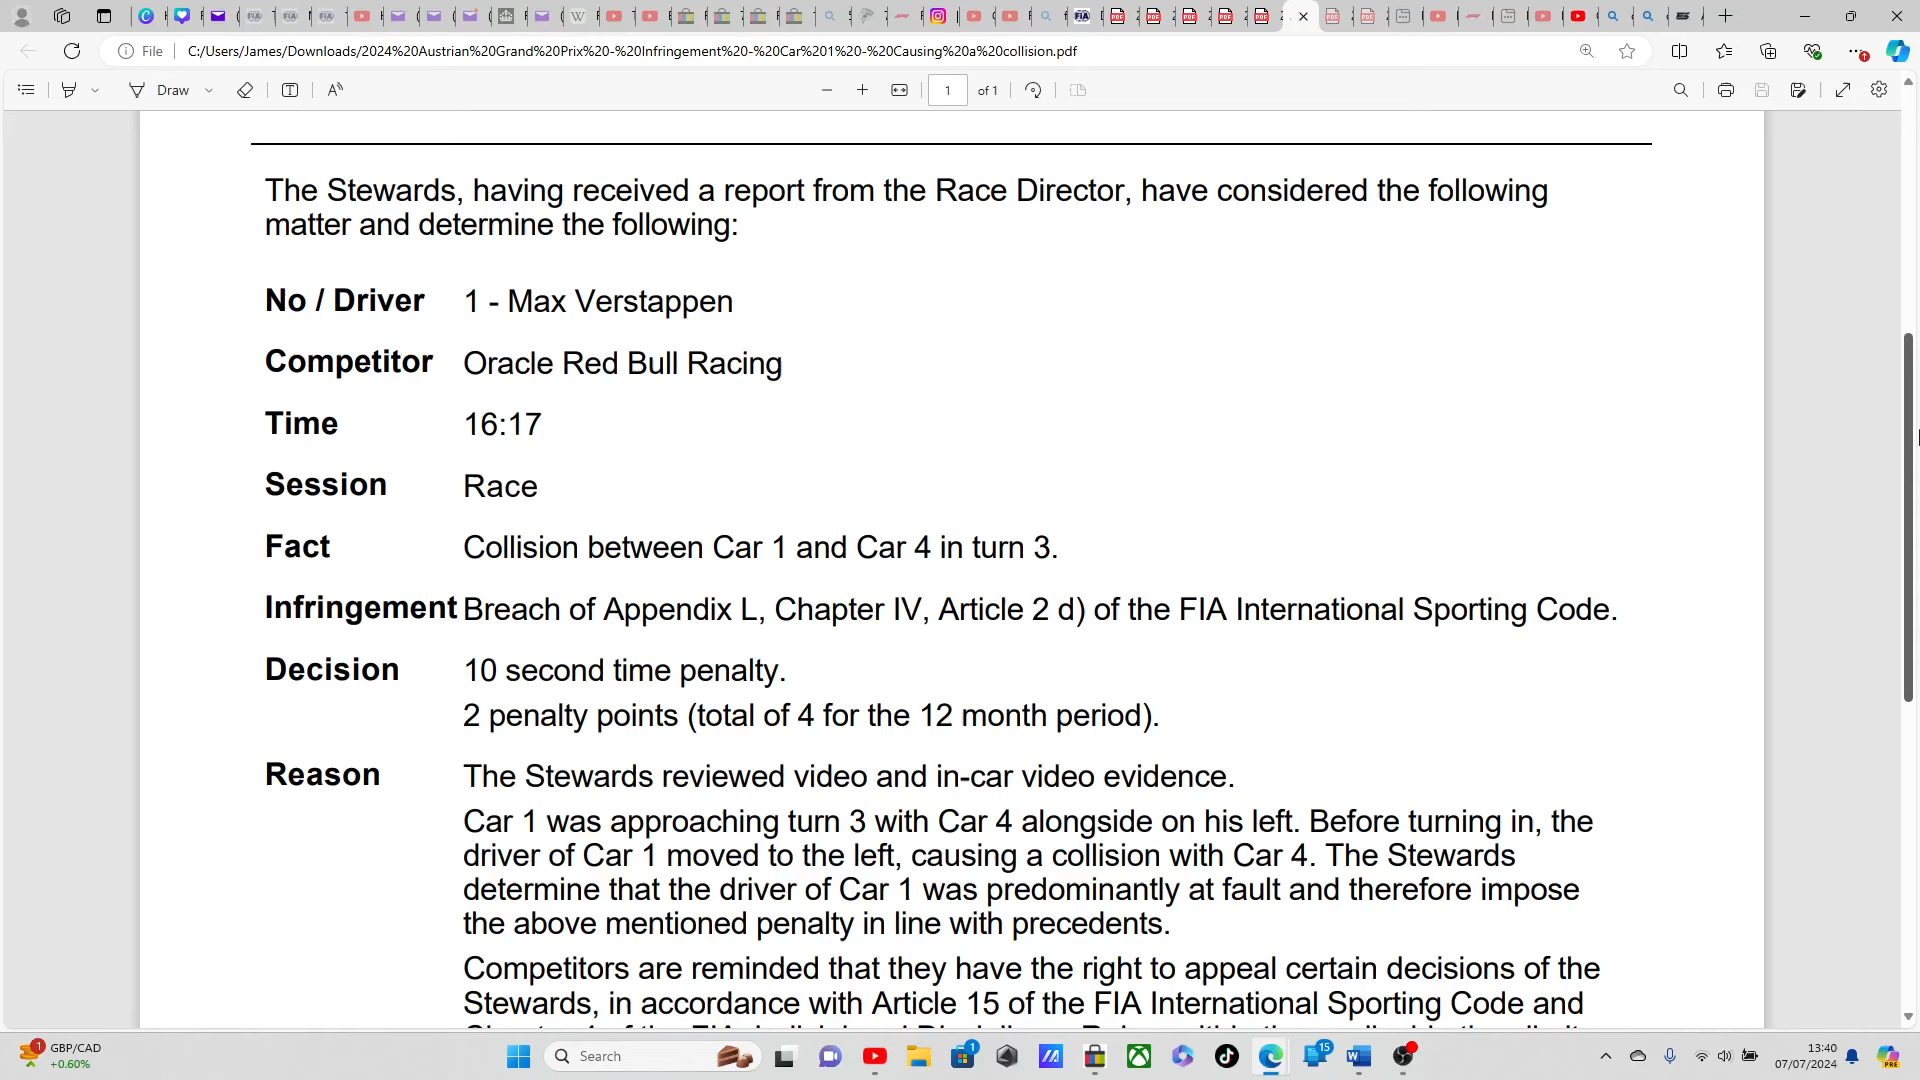 File
C:/Users/James/Downloads/2024%20Austrian%20Grand%20Prix%20-%20Infringement%20-%20Car%201%20-%20Causing%20a%20collision.pdf
Draw
1 of 1
The Stewards, having received a report from the Race Director, have considered the following
matter and determine the following:
No / Driver 1 - Max Verstappen
Competitor Oracle Red Bull Racing
Time 16:17
Session Race
Fact Collision between Car 1 and Car 4 in turn 3.
Infringement Breach of Appendix L, Chapter IV, Article 2 d) of the FIA International Sporting Code.
Decision 10 second time penalty.
2 penalty points (total of 4 for the 12 month period).
Reason The Stewards reviewed video and in-car video evidence.
Car 1 was approaching turn 3 with Car 4 alongside on his left. Before turning in, the
driver of Car 1 moved to the left, causing a collision with Car 4. The Stewards
determine that the driver of Car 1 was predominantly at fault and therefore impose
the above mentioned penalty in line with precedents.
Competitors are reminded that they have the right to appeal certain decisions of the
Stewards, in accordance with Article 15 of the FIA International Sporting Code and
1 GBP/CAD
+0.60%
Search
1
15
13:40
07/07/2024